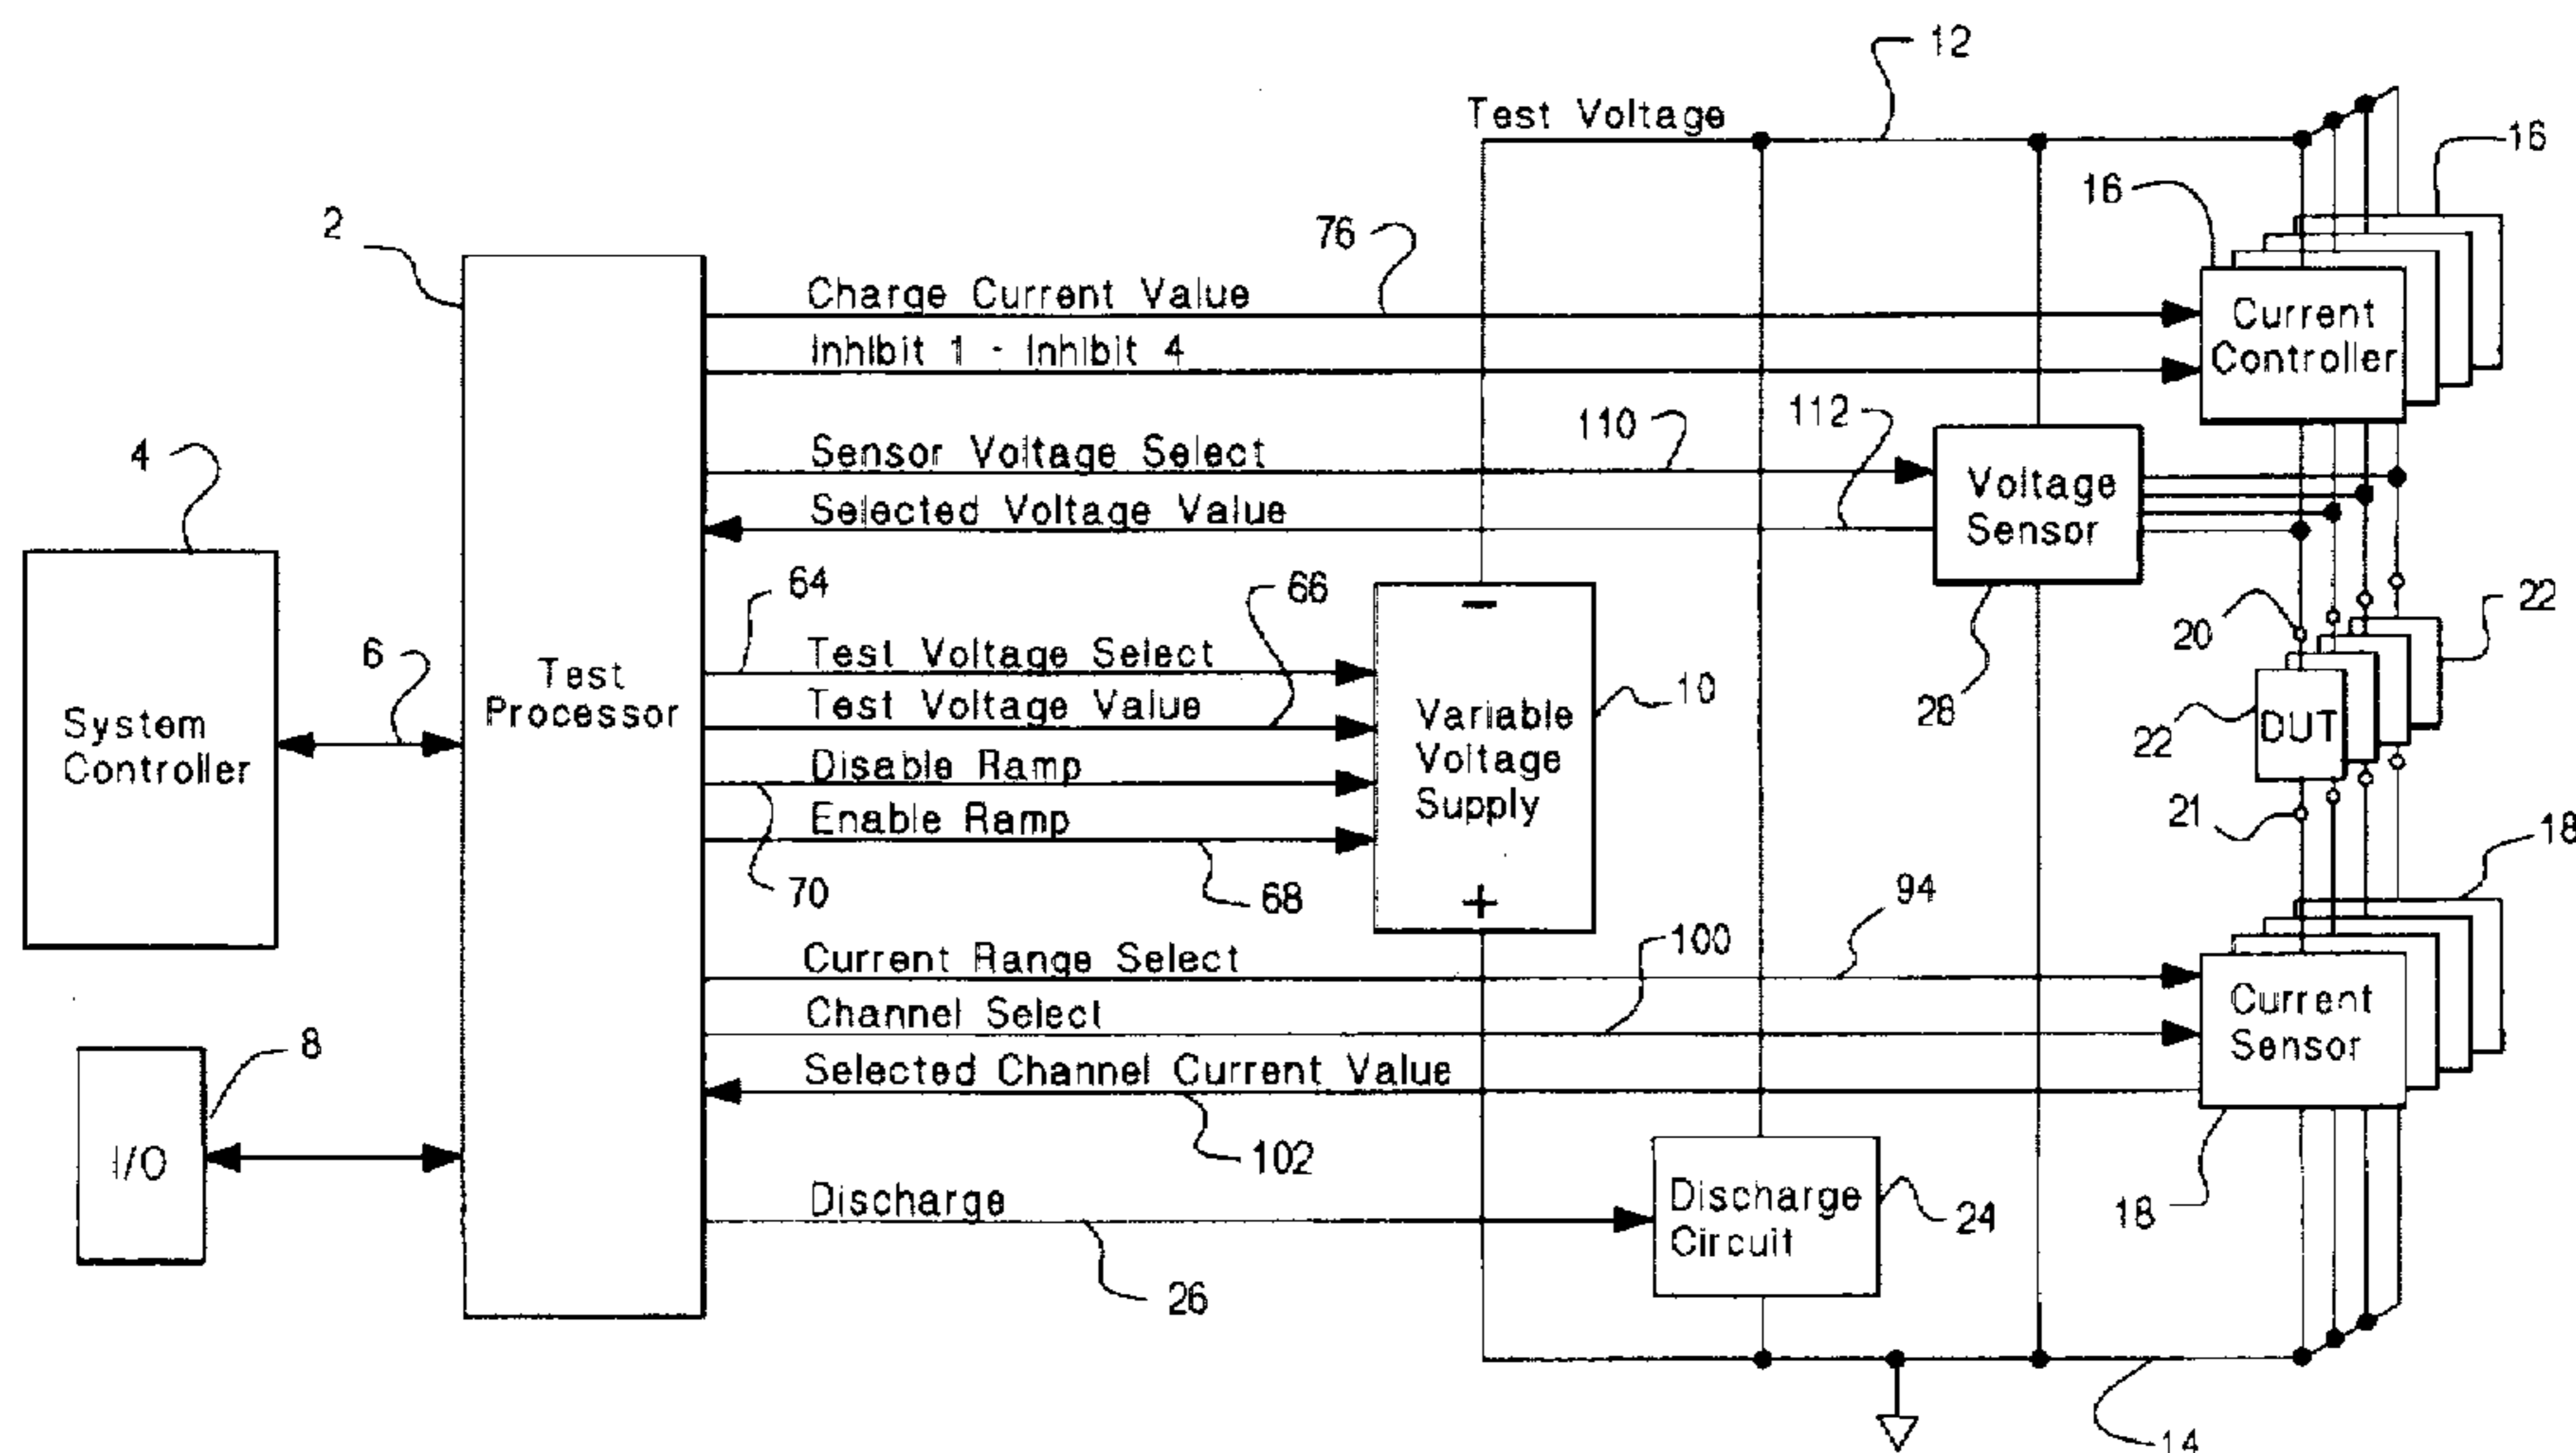 12
Test Voltage
16
16
2
76
Charge Current Value
Inhibit 1 - Inhibit 4
Current
Controller
4
110
112
Sensor Voltage Select
Selected Voltage Value
Voltage
Sensor
28
64
66
6
Test
Processor
System
Controller
Test Voltage Select
Test Voltage Value
Disable Ramp
Enable Ramp
70
68
−
Variable
Voltage
Supply
+
10
20
22
22
DUT
21
18
94
100
Current Range Select
Channel Select
Selected Channel Current Value
Current
Sensor
18
8
I/O
102
Discharge
26
Discharge
Circuit
24
14